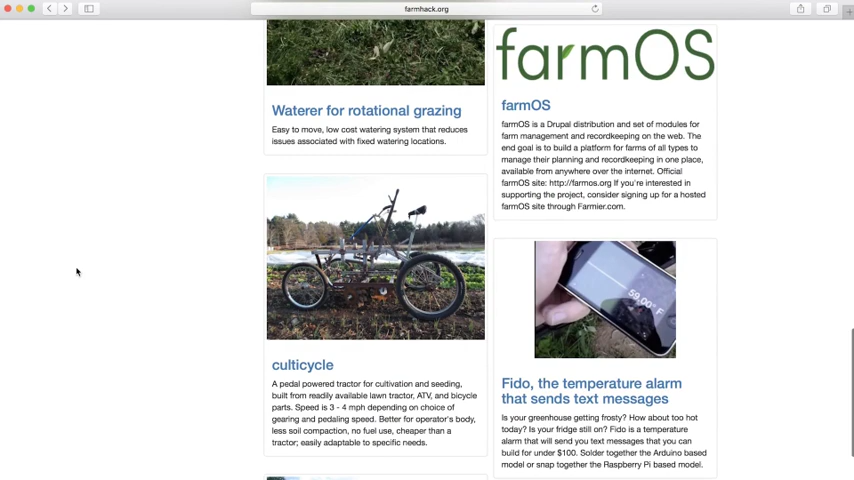 farmhack.org
Waterer for rotational grazing
Easy to move, low cost watering system that reduces
issues associated with fixed watering locations.
culticycle
A pedal powered tractor for cultivation and seeding,
built from readily available lawn tractor, ATV, and bicycle
parts. Speed is 3 - 4 mph depending on choice of
gearing and pedaling speed. Better for operator's body,
less soil compaction, no fuel use, cheaper than a
tractor; easily adaptable to specific needs.
farmOS
farmOS
farmOS is a Drupal distribution and set of modules for
farm management and recordkeeping on the web. The
end goal is to build a platform for farms of all types to
manage their planning and recordkeeping in one place,
available from anywhere over the internet. Official
farmOS site: http://farmos.org If you're interested in
supporting the project, consider signing up for a hosted
farmOS site through Farmier.com.
59.00° F
Fido, the temperature alarm
that sends text messages
Is your greenhouse getting frosty? How about too hot
today? Is your fridge still on? Fido is a temperature
alarm that will send you text messages that you can
build for under $100. Solder together the Arduino based
model or snap together the Raspberry Pi based model.